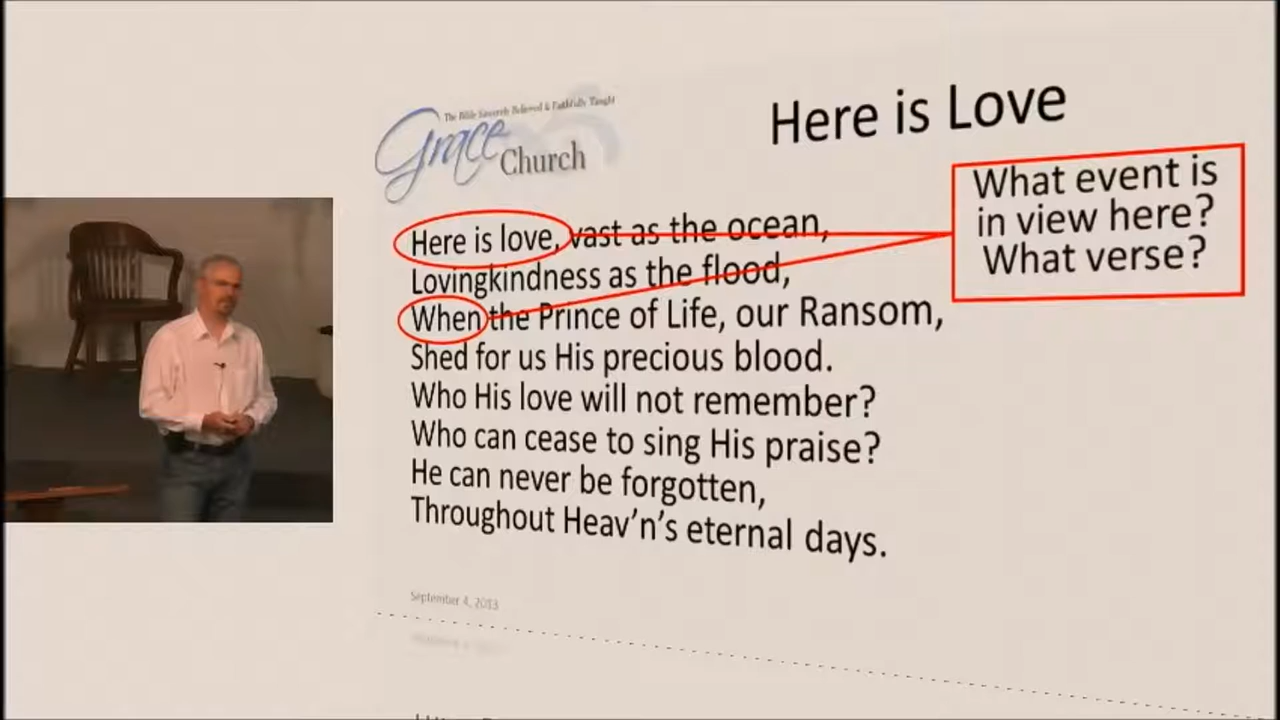 The Bible Sincerely Believed & Faithfully Taught
Grace
Church
Here is Love
What event is
in view here?
What verse?
Here is love, vast as the ocean,
Lovingkindness as the flood,
When the Prince of Life, our Ransom,
Shed for us His precious blood.
Who His love will not remember?
Who can cease to sing His praise?
He can never be forgotten,
Throughout Heav’n’s eternal days.
September 4, 2013